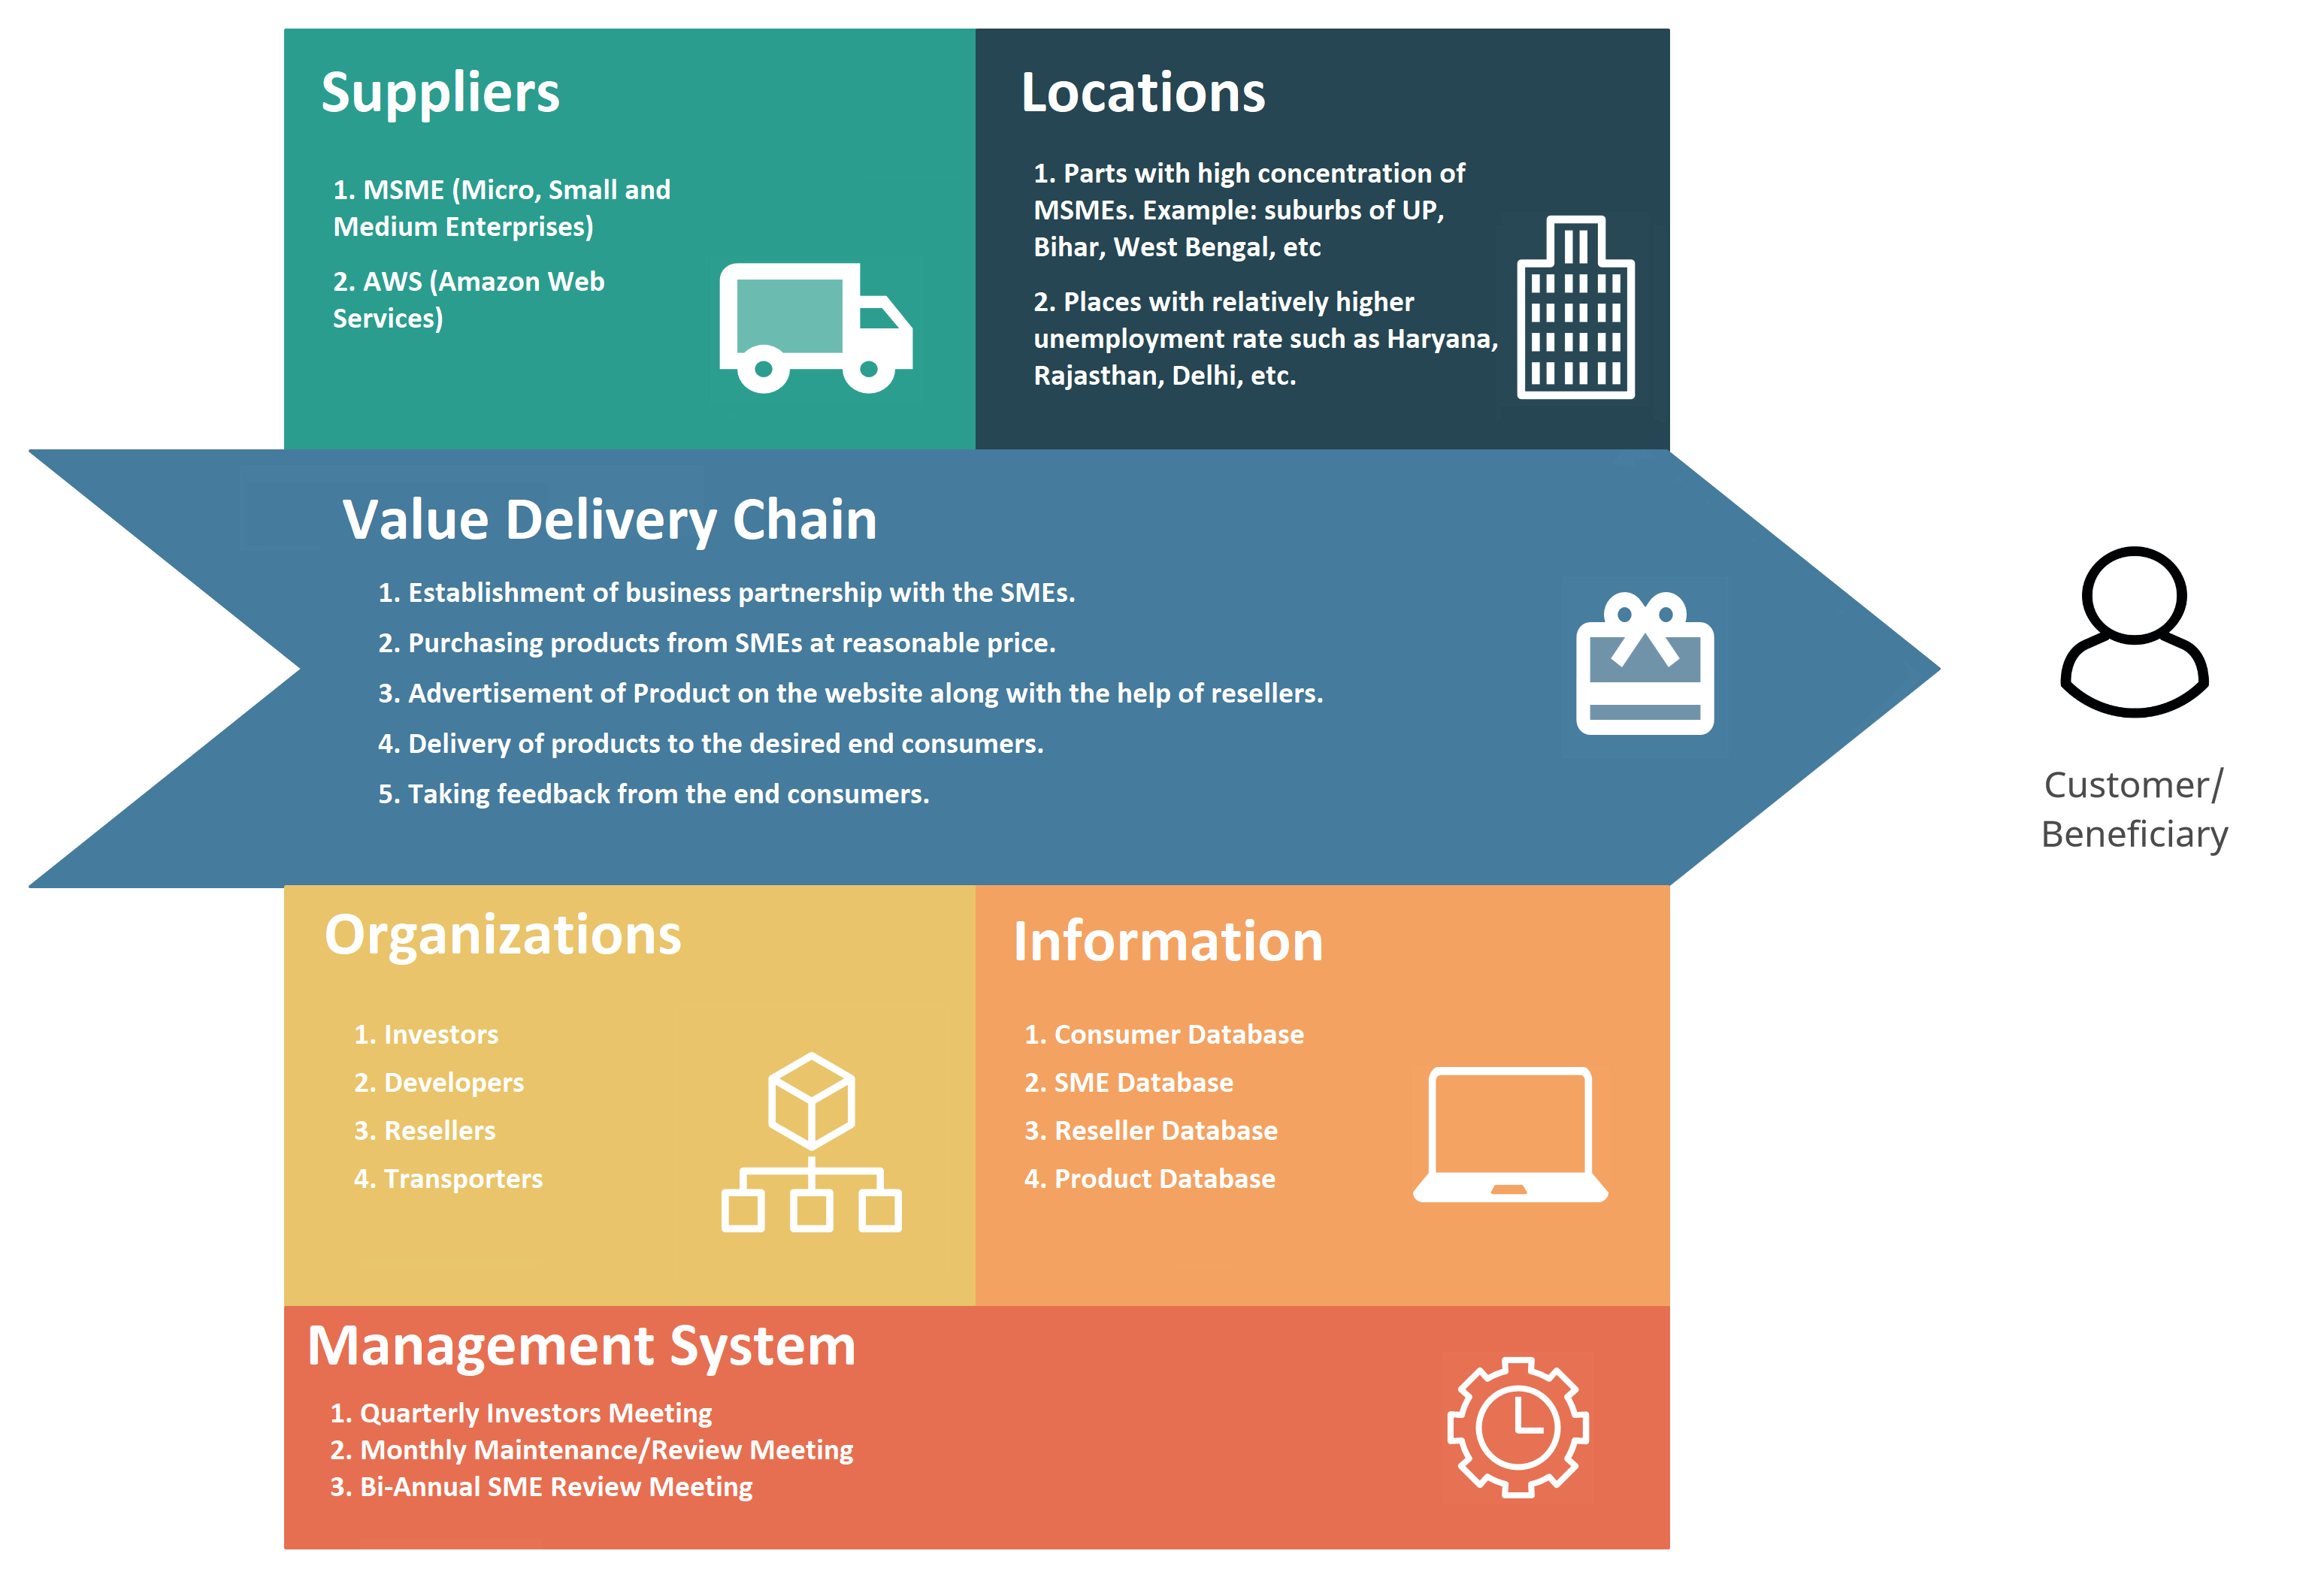 Suppliers
1. MSME (Micro, Small and
Medium Enterprises)
2. AWS (Amazon Web
Services)
Locations
1. Parts with high concentration of
MSMEs. Example: suburbs of UP,
Bihar, West Bengal, etc
2. Places with relatively higher
unemployment rate such as Haryana,
Rajasthan, Delhi, etc.
Value Delivery Chain
1. Establishment of business partnership with the SMEs.
2. Purchasing products from SMEs at reasonable price.
3. Advertisement of Product on the website along with the help of resellers.
4. Delivery of products to the desired end consumers.
5. Taking feedback from the end consumers.
Customer/
Beneficiary
Organizations
1. Investors
2. Developers
3. Resellers
4. Transporters
Information
1. Consumer Database
2. SME Database
3. Reseller Database
4. Product Database
Management System
1. Quarterly Investors Meeting
2. Monthly Maintenance/Review Meeting
3. Bi-Annual SME Review Meeting